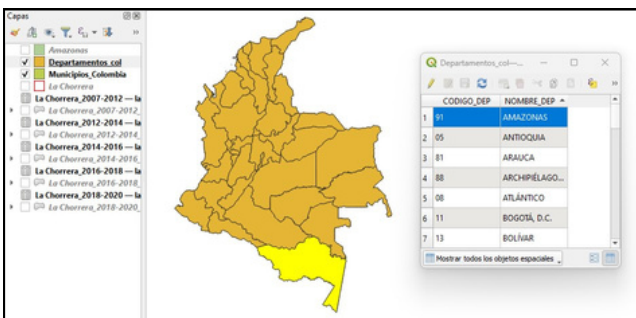 Capas
Amazonas
Departamentos_col
Municipios_Colombia
La Chorrera
La Chorrera_2007-2012 — la
La Chorrera_2007-2012_
La Chorrera_2012-2014 — la
La Chorrera_2012-2014_
La Chorrera_2014-2016 — la
La Chorrera_2014-2016_
La Chorrera_2016-2018 — la
La Chorrera_2016-2018_
La Chorrera_2018-2020 — la
La Chorrera_2018-2020_
Departamentos_col—...
CODIGO_DEP NOMBRE_DEP
1 91 AMAZONAS
2 05 ANTIOQUIA
3 81 ARAUCA
4 88 ARCHIPIÉLAGO...
5 08 ATLÁNTICO
6 11 BOGOTÁ, D.C.
7 13 BOLÍVAR
Mostrar todos los objetos espaciales